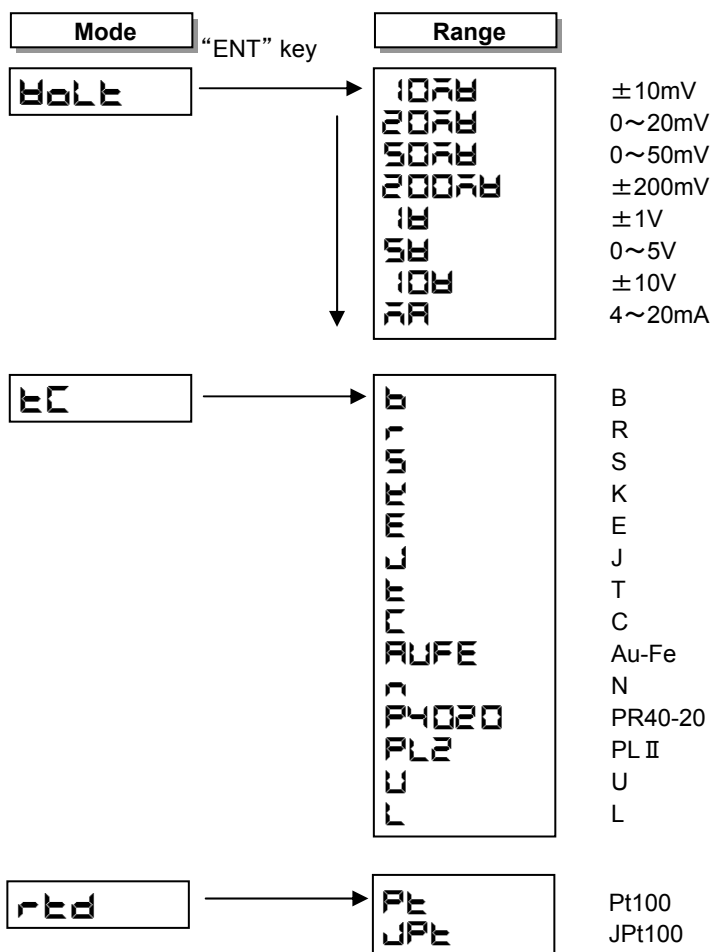 Mode “ENT” key Range
VoLt 10mV ±10mV
20mV 0～20mV
50mV 0～50mV
200mV ±200mV
1V ±1V
5V 0～5V
10V ±10V
mA 4～20mA
tC b B
r R
S S
K K
E E
J J
t T
C C
AUFE Au-Fe
n N
P4020 PR40-20
PL2 PLⅡ
U U
L L
rtd Pt Pt100
JPt JPt100